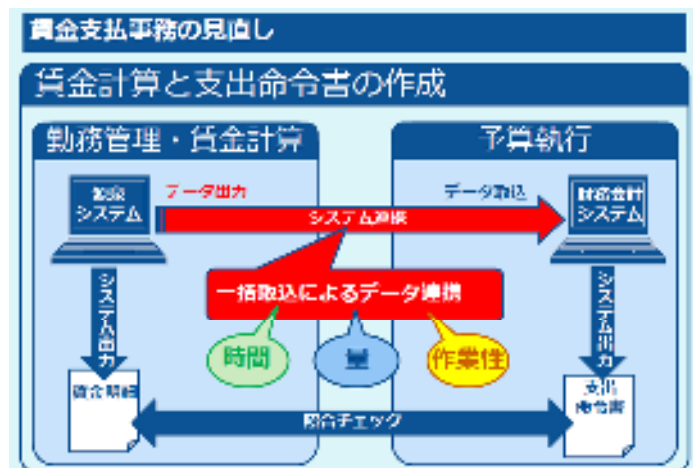 賃金支払事務の見直し
賃金計算と支出命令書の作成
勤務管理・賃金計算
予算執行
システム
データ出力
データ取込
財務会計
システム
システム連携
一括取込によるデータ連携
システム出力
システム出力
時間
量
作業性
賃金明細
支出
命令書
照合チェック